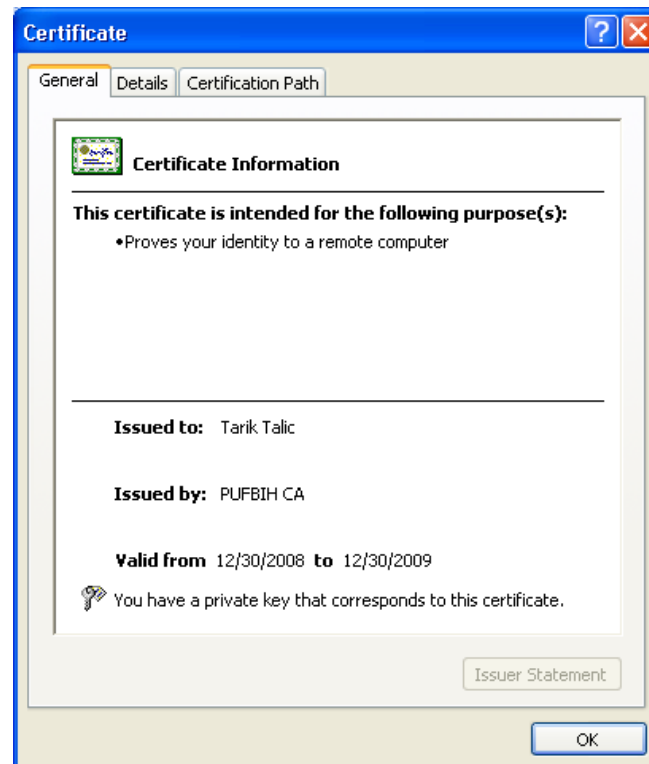 Certificate
General Details Certification Path
Certificate Information
This certificate is intended for the following purpose(s):
•Proves your identity to a remote computer
Issued to: Tarik Talic
Issued by: PUFBIH CA
Valid from 12/30/2008 to 12/30/2009
You have a private key that corresponds to this certificate.
Issuer Statement
OK